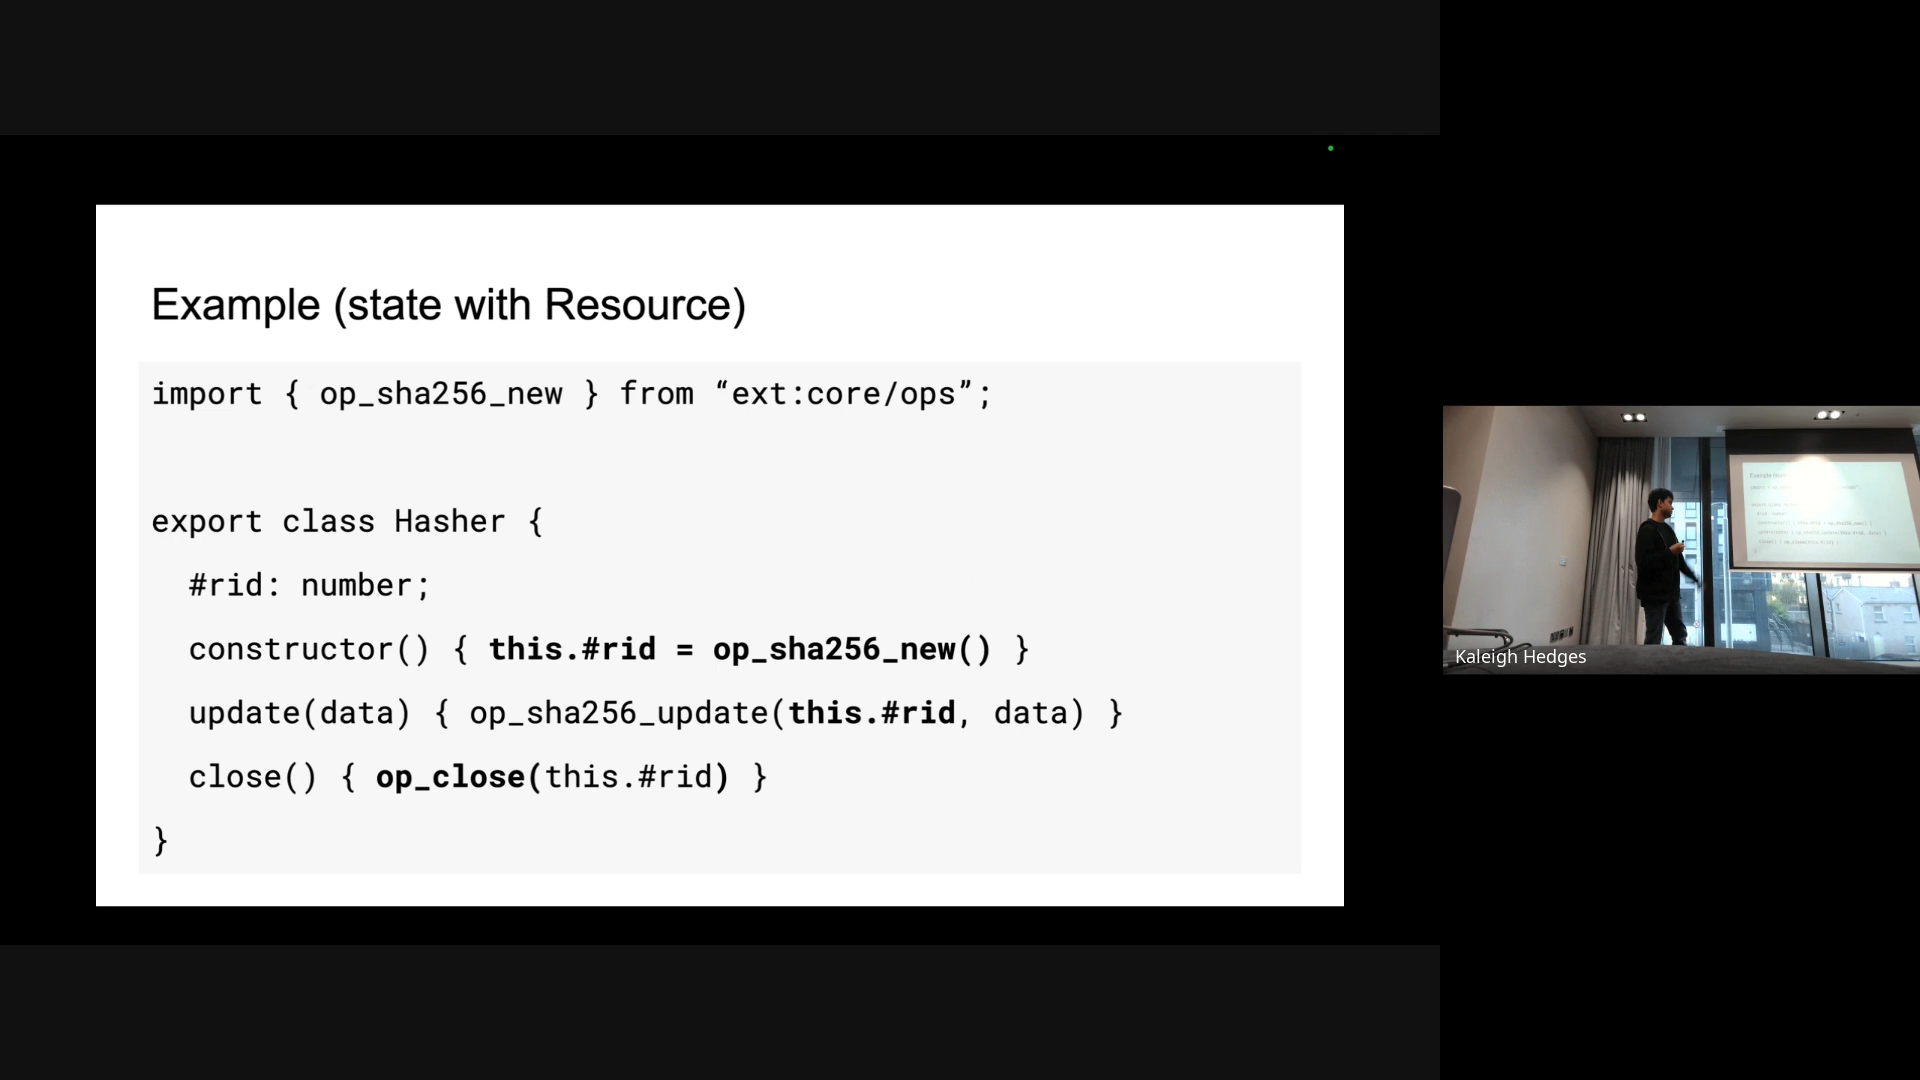 Example (state with Resource)
import { op_sha256_new } from “ext:core/ops”;
export class Hasher {
#rid: number;
constructor() { this.#rid = op_sha256_new() }
update(data) { op_sha256_update(this.#rid, data) }
close() { op_close(this.#rid) }
}
Kaleigh Hedges